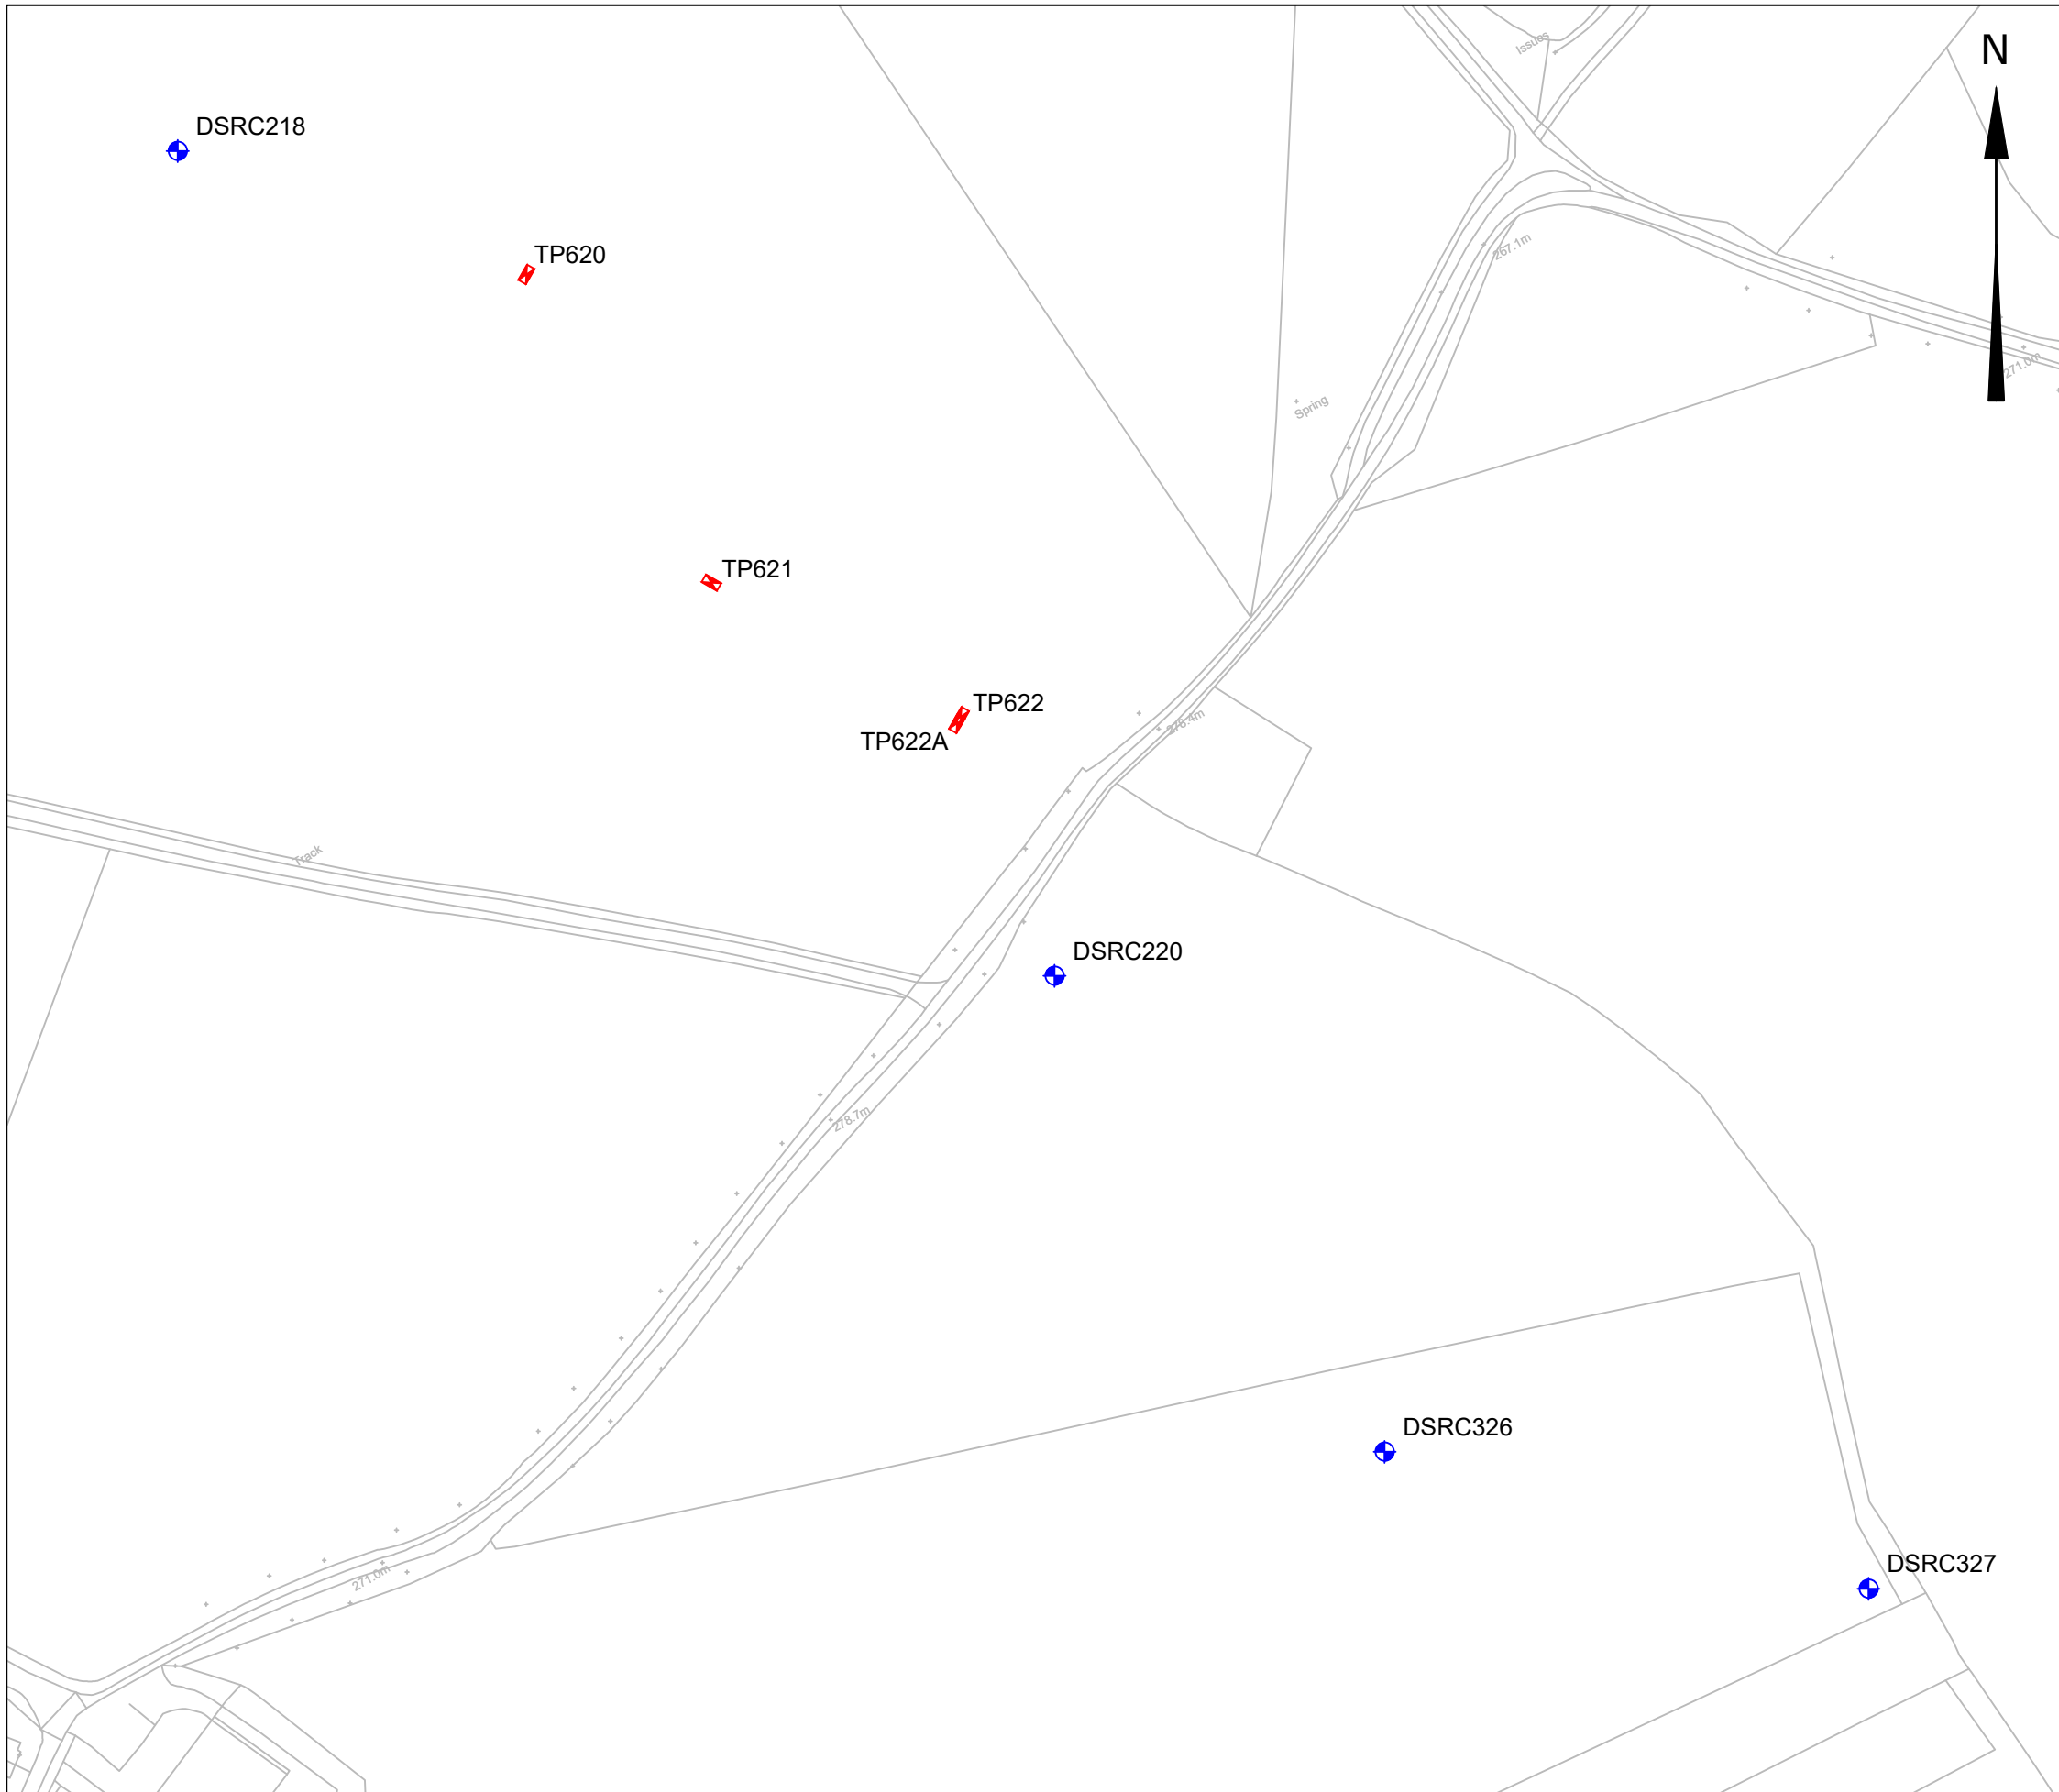 Issues
N
DSRC218
TP620
267.1m
271.0m
Spring
TP621
TP622
276.4m
TP622A
Track
DSRC220
278.7m
DSRC326
DSRC327
271.0m